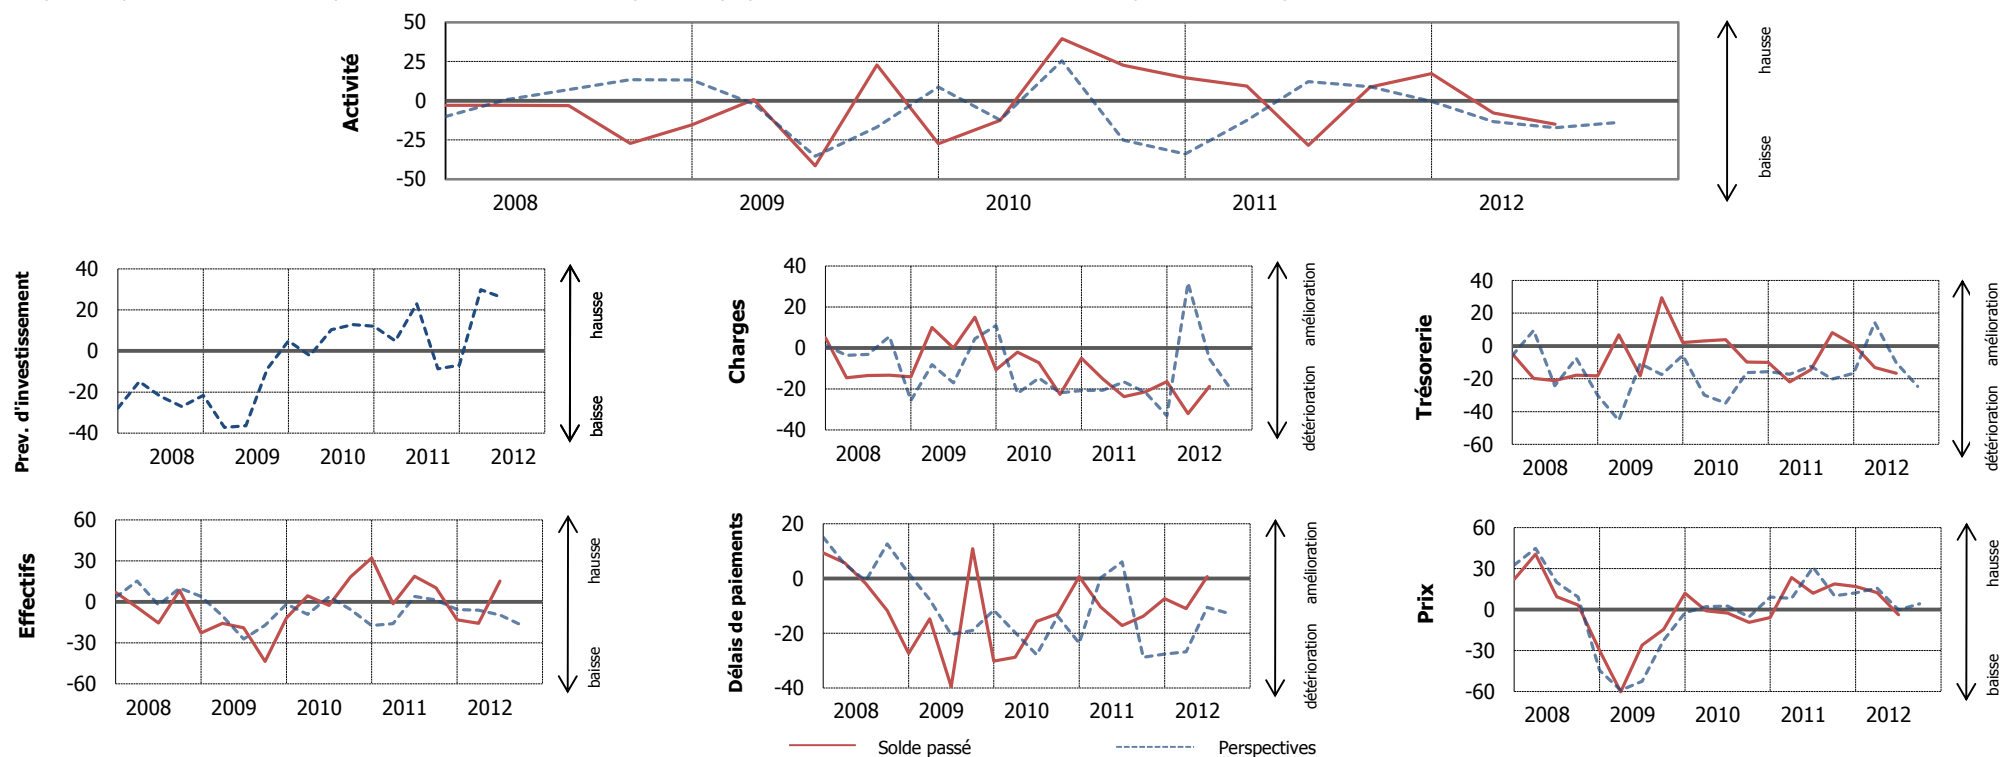 Activité
50
25
0
-25
-50
2008 2009 2010 2011 2012
hausse
baisse
Prev. d'investissement
40
20
0
-20
-40
2008 2009 2010 2011 2012
hausse
baisse
Charges
40
20
0
-20
-40
2008 2009 2010 2011 2012
amélioration
détérioration
Trésorerie
40
20
0
-20
-40
-60
2008 2009 2010 2011 2012
amélioration
détérioration
Effectifs
60
30
0
-30
-60
2008 2009 2010 2011 2012
hausse
baisse
Délais de paiements
20
0
-20
-40
2008 2009 2010 2011 2012
amélioration
détérioration
Prix
60
30
0
-30
-60
2008 2009 2010 2011 2012
hausse
baisse
Solde passé
Perspectives